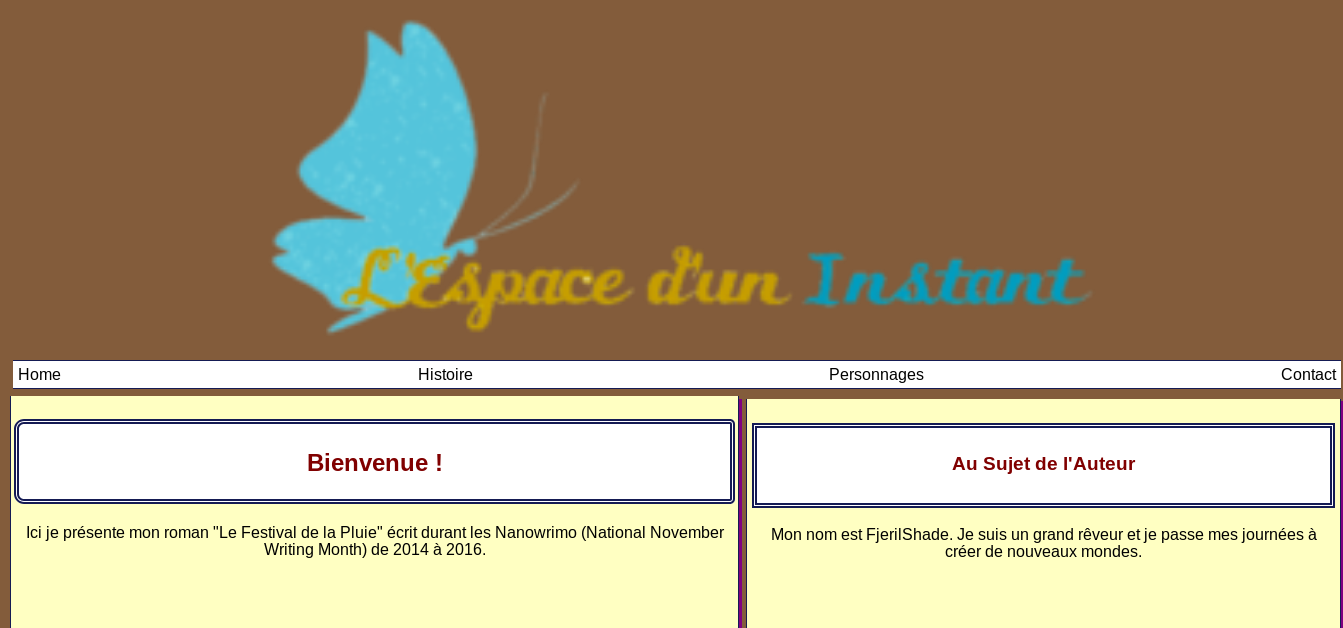 L'Espace d'un Instant
Home Histoire Personnages Contact
Bienvenue !
Ici je présente mon roman "Le Festival de la Pluie" écrit durant les Nanowrimo (National November
Writing Month) de 2014 à 2016.
Au Sujet de l'Auteur
Mon nom est FjerilShade. Je suis un grand rêveur et je passe mes journées à
créer de nouveaux mondes.